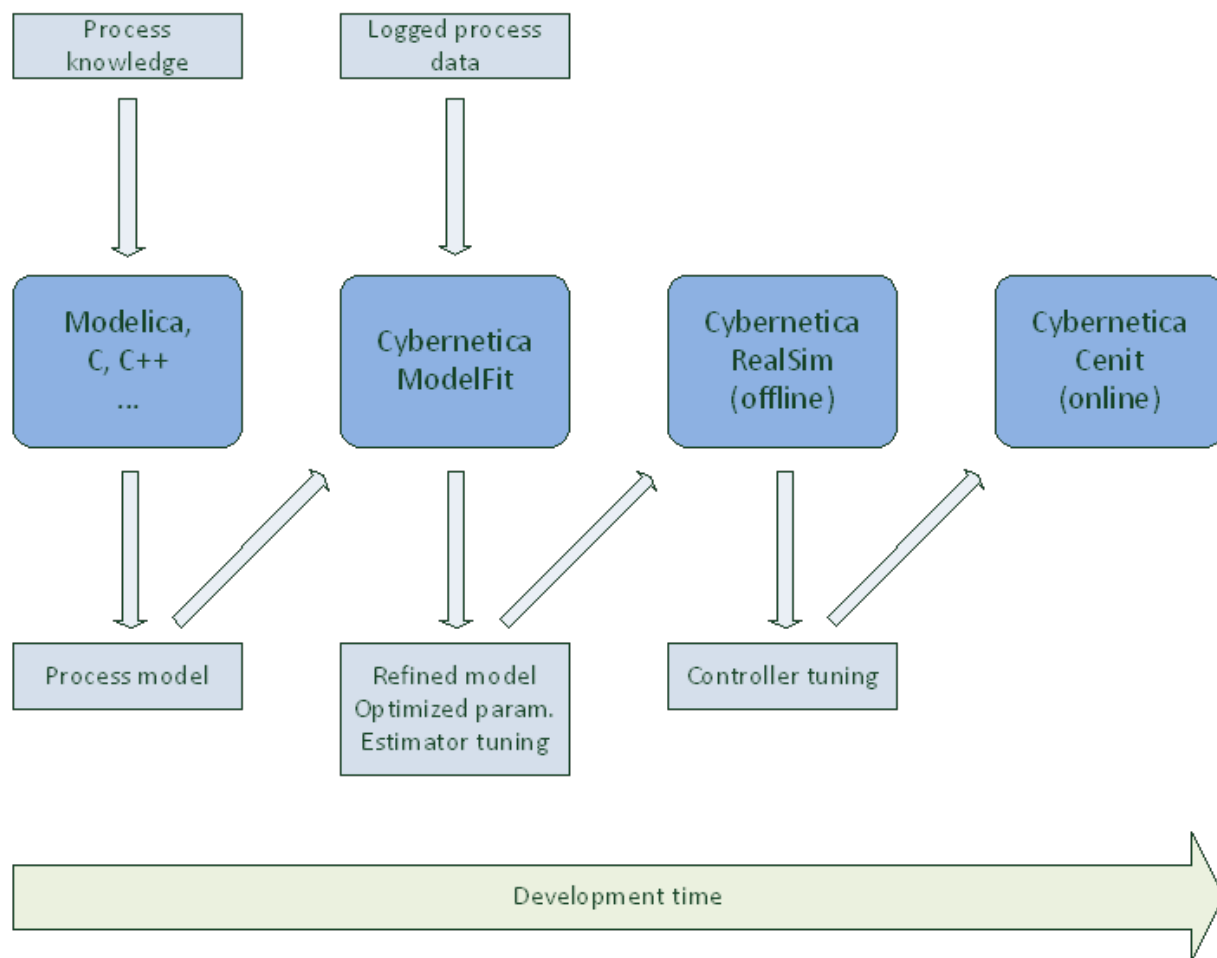 Process
knowledge
Logged process
data
Modelica,
C, C++
...
Cybernetica
ModelFit
Cybernetica
RealSim
(offline)
Cybernetica
Cenit
(online)
Process model
Refined model
Optimized param.
Estimator tuning
Controller tuning
Development time